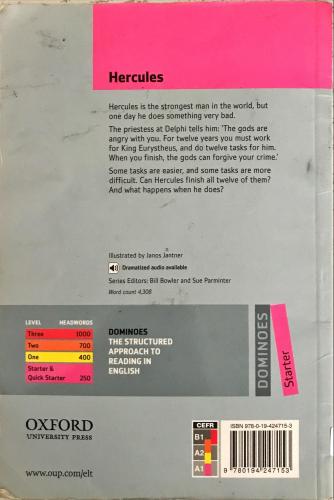 Hercules
Hercules is the strongest man in the world, but
one day he does something very bad.
The priestess at Delphi tells him: 'The gods are
angry with you. For twelve years you must work
for King Eurystheus, and do twelve tasks for him.
When you finish, the gods can forgive your crime.'
Some tasks are easier, and some tasks are more
difficult. Can Hercules finish all twelve of them?
And what happens when he does?
Illustrated by Janos Jantner
Dramatized audio available
Series Editors: Bill Bowler and Sue Parminter
Word count 4,308
LEVEL HEADWORDS
Three 1000
Two 700
One 400
Starter &
Quick Starter 250
DOMINOES
THE STRUCTURED
APPROACH TO
READING IN
ENGLISH
DOMINOES
Starter
OXFORD
UNIVERSITY PRESS
www.oup.com/elt
CEFR
B1
A2
A1
ISBN 978-0-19-424715-3
9 780194 247153